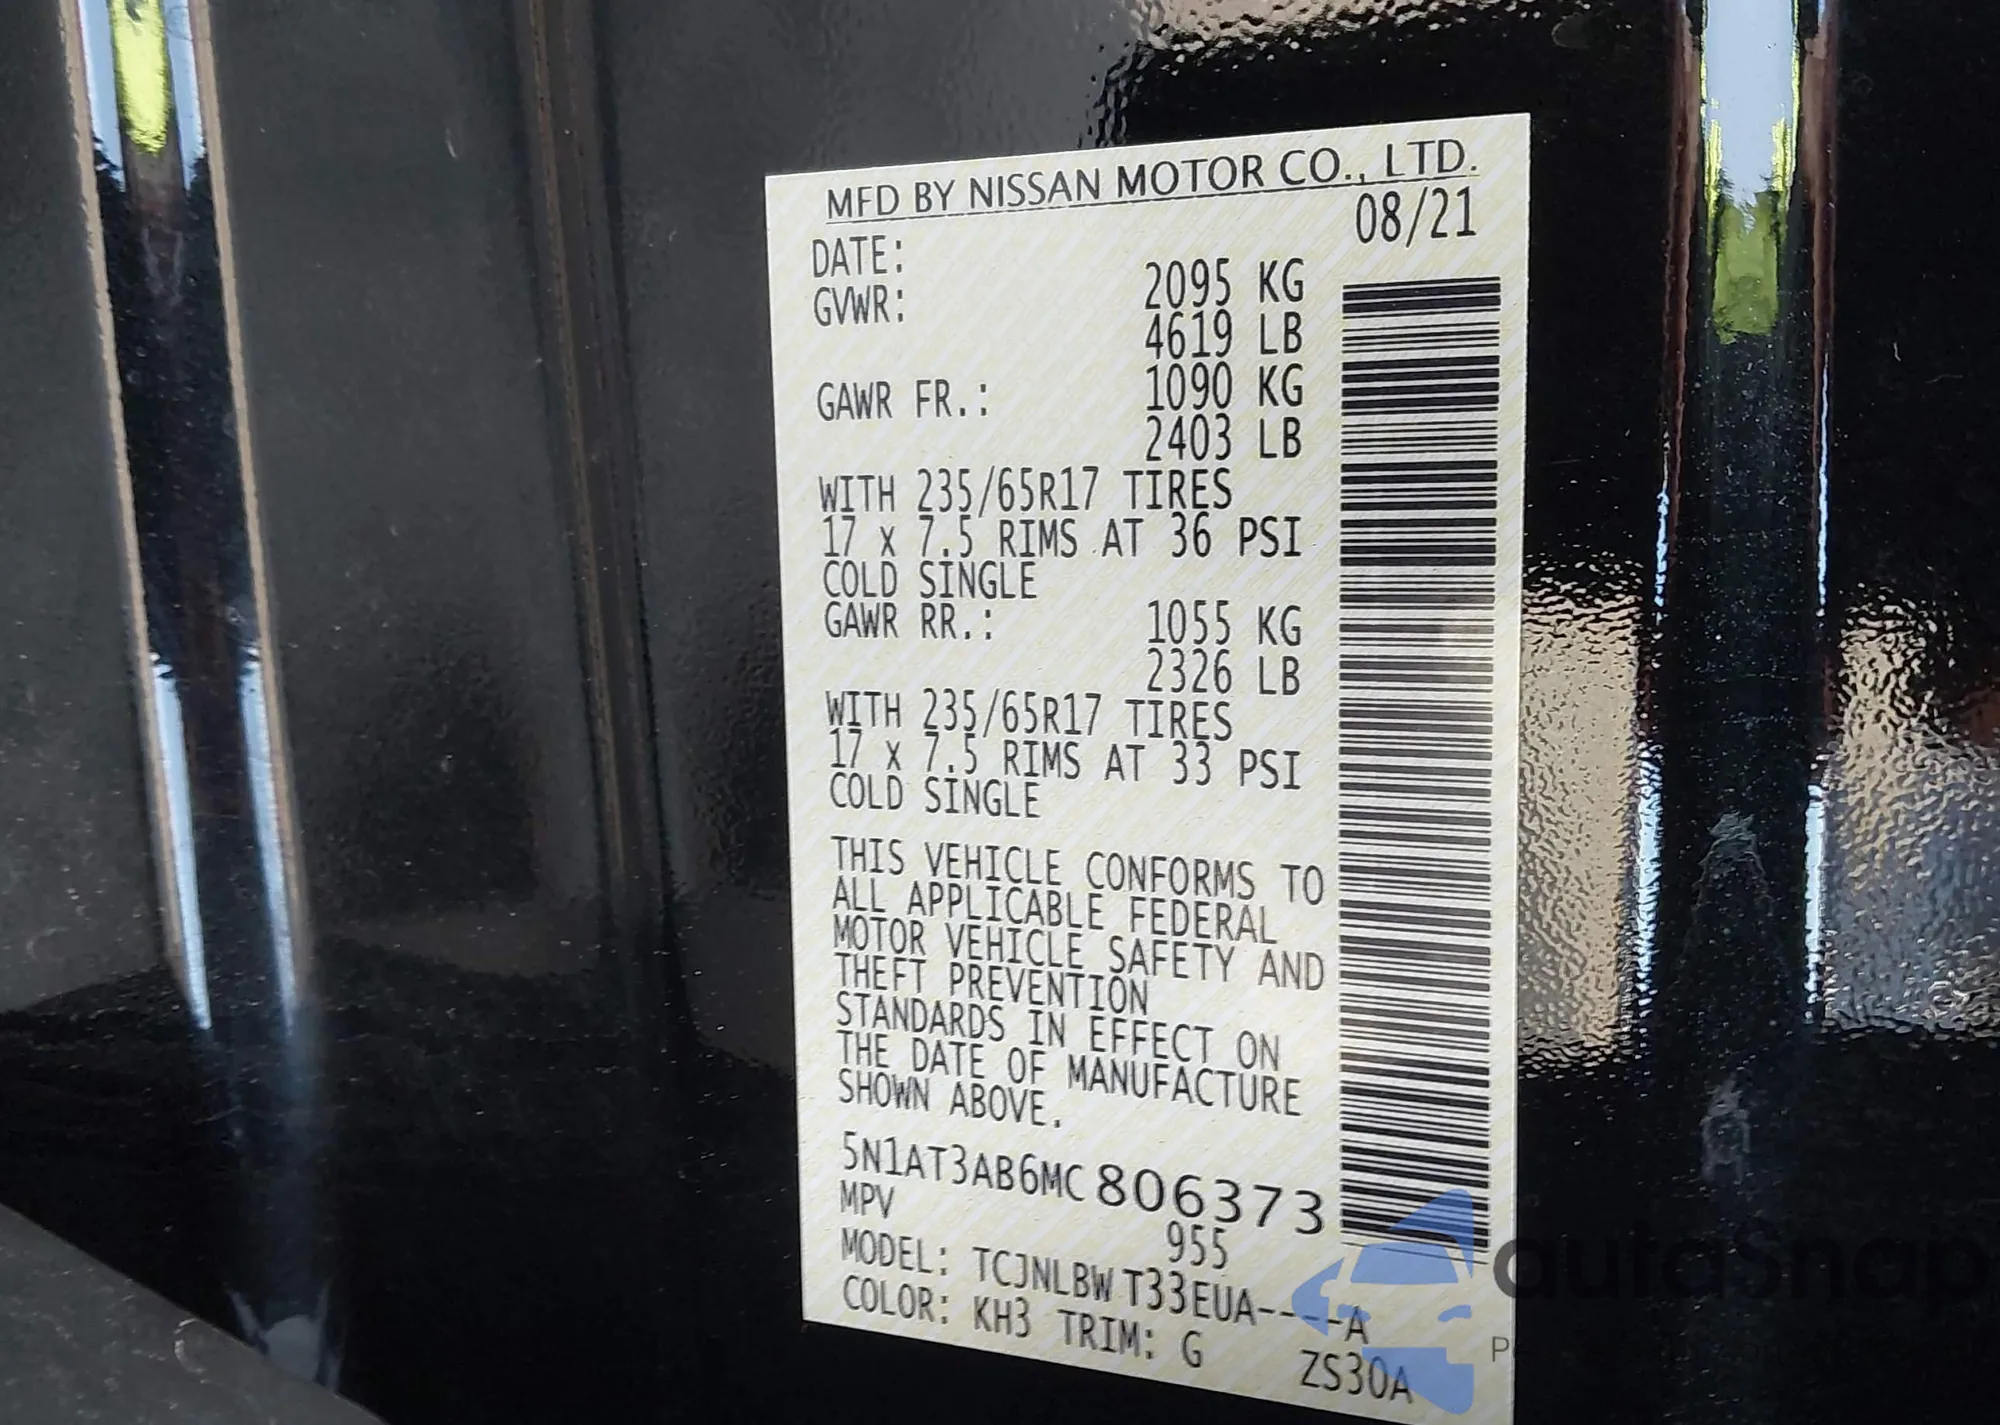 MFD BY NISSAN MOTOR CO., LTD.
DATE: 08/21
GVWR: 2095 KG
4619 LB
GAWR FR.: 1090 KG
2403 LB
WITH 235/65R17 TIRES
17 x 7.5 RIMS AT 36 PSI
COLD SINGLE
GAWR RR.: 1055 KG
2326 LB
WITH 235/65R17 TIRES
17 x 7.5 RIMS AT 33 PSI
COLD SINGLE
THIS VEHICLE CONFORMS TO
ALL APPLICABLE FEDERAL
MOTOR VEHICLE SAFETY AND
THEFT PREVENTION
STANDARDS IN EFFECT ON
THE DATE OF MANUFACTURE
SHOWN ABOVE.
5N1AT3AB6MC806373
MPV 955
MODEL: TCJNLBW T33EUA----A
COLOR: KH3 TRIM: G ZS30A
autaSnap